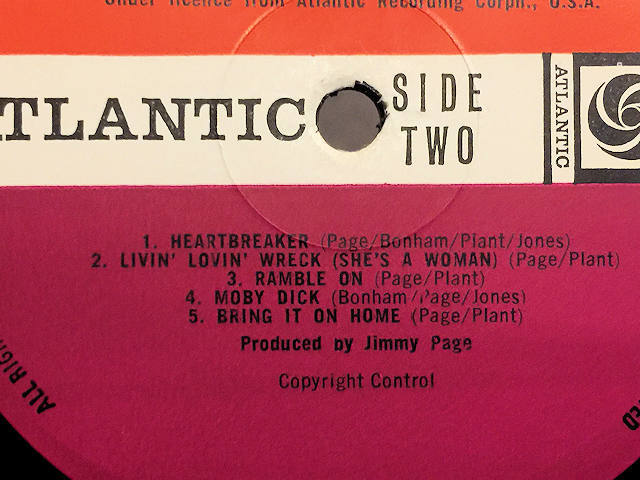 Under licence from Atlantic Recording Corpn., U.S.A.
TLANTIC
SIDE
TWO
ATLANTIC
1. HEARTBREAKER (Page/Bonham/Plant/Jones)
2. LIVIN' LOVIN' WRECK (SHE'S A WOMAN) (Page/Plant)
3. RAMBLE ON (Page/Plant)
4. MOBY DICK (Bonham/Page/Jones)
5. BRING IT ON HOME (Page/Plant)
Produced by Jimmy Page
Copyright Control
ALL RIGH